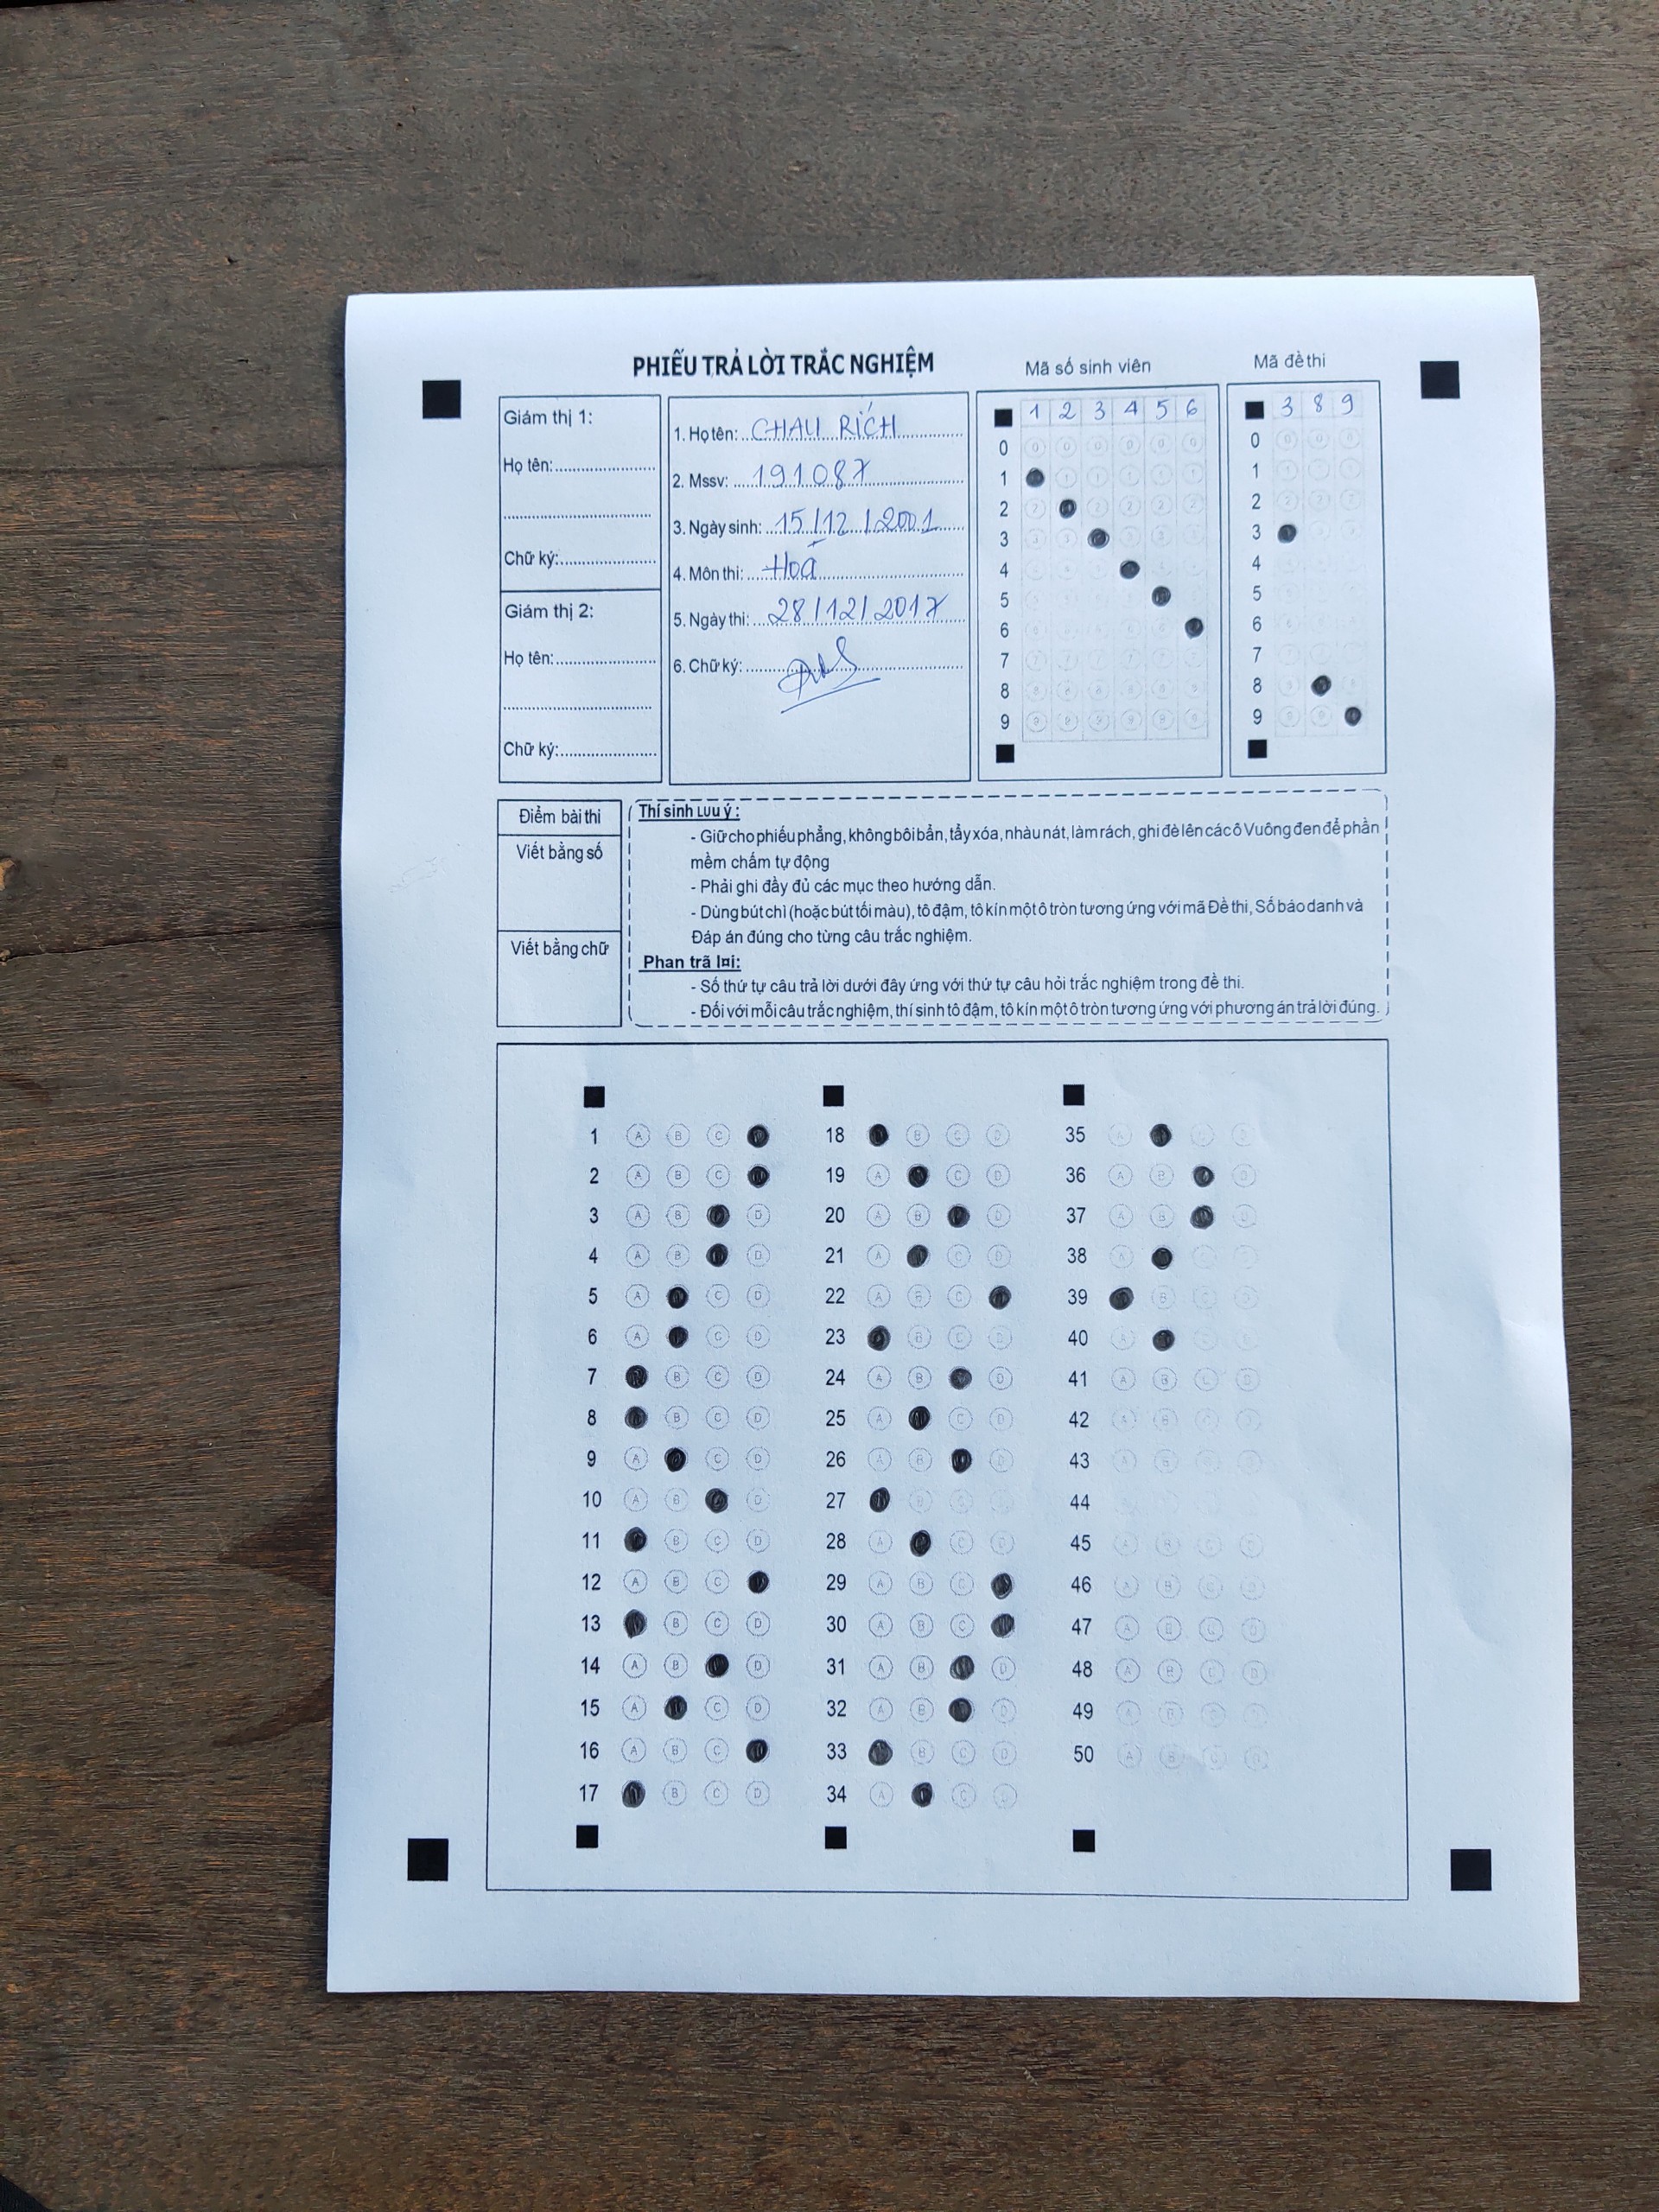 PHIẾU TRẢ LỜI TRẮC NGHIỆM
Mã số sinh viên
Mã đề thi
Giám thị 1:
Họ tên:
Chữ ký:
Giám thị 2:
Họ tên:
Chữ ký:
1. Họ tên: CHAU RÍCH
2. Mssv: 191087
3. Ngày sinh: 15/12/2001
4. Môn thi: Hoá
5. Ngày thi: 28/12/2017
6. Chữ ký:
1 2 3 4 5 6
0
1
2
3
4
5
6
7
8
9
3 8 9
0
1
2
3
4
5
6
7
8
9
Điểm bài thi
Viết bằng số
Viết bằng chữ
Thí sinh LƯU ý :
- Giữ cho phiếu phẳng, không bôi bẩn, tẩy xóa, nhàu nát, làm rách, ghi đè lên các ô Vuông đen để phần
mềm chấm tự động
- Phải ghi đầy đủ các mục theo hướng dẫn.
- Dùng bút chì (hoặc bút tối màu), tô đậm, tô kín một ô tròn tương ứng với mã Đề thi, Số báo danh và
Đáp án đúng cho từng câu trắc nghiệm.
Phan trã l¤i:
- Số thứ tự câu trả lời dưới đây ứng với thứ tự câu hỏi trắc nghiệm trong đề thi.
- Đối với mỗi câu trắc nghiệm, thí sinh tô đậm, tô kín một ô tròn tương ứng với phương án trả lời đúng.
1 A B C
2 A B C
3 A B D
4 A B D
5 A C D
6 A C D
7 B C D
8 B C D
9 A C D
10 A B D
11 B C D
12 A B C
13 B C D
14 A B D
15 A C D
16 A B C
17 B C D
18 B C D
19 A C D
20 A B D
21 A C D
22 A B C
23 B C D
24 A B D
25 A C D
26 A B D
27
28 A C D
29 A B C
30 A B C
31 A B D
32 A B D
33 B C D
34 A C D
35
36 A B D
37 A B D
38
39
40
41 A B C D
42
43
44
45 A B C D
46 A B C D
47 A B C D
48 A B C D
49 A B C D
50 A B C D